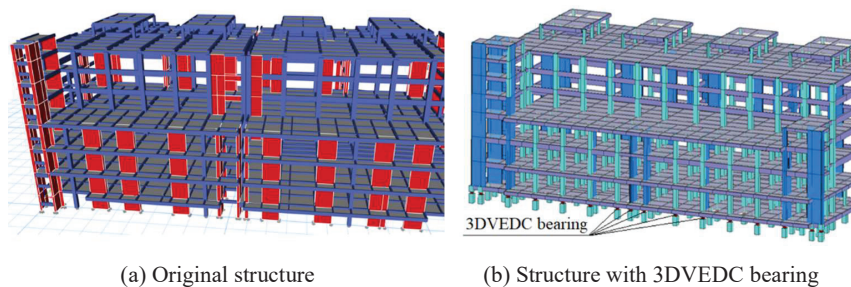 3DVEDC bearing
(a) Original structure
(b) Structure with 3DVEDC bearing